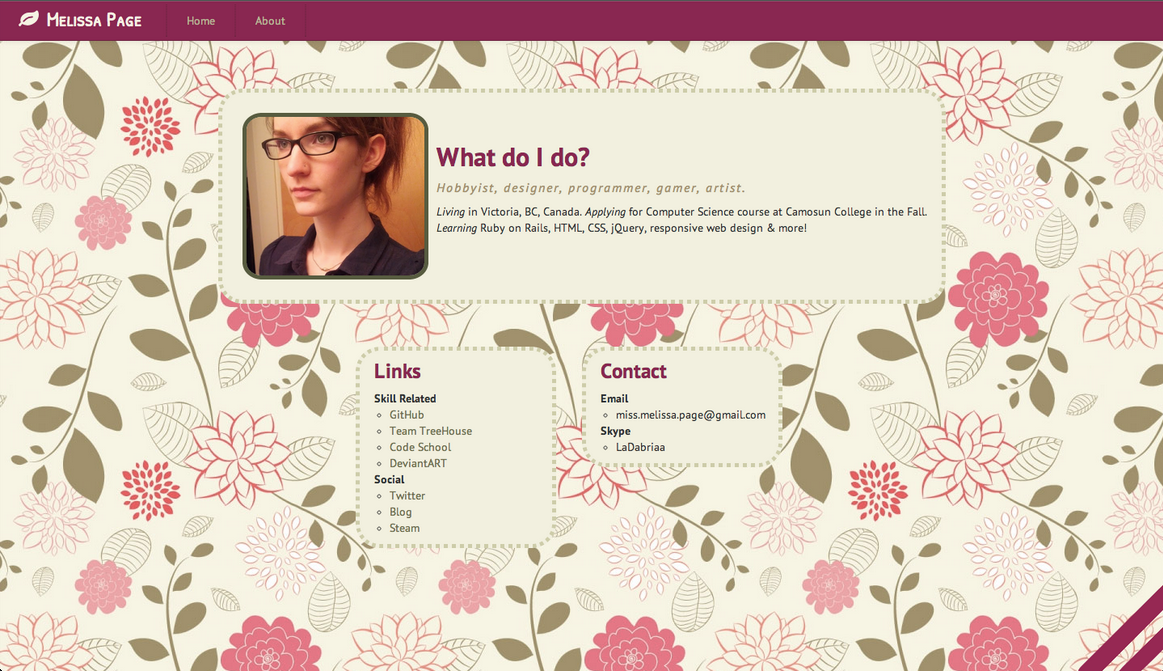 Melissa Page Home About
What do I do?
Hobbyist, designer, programmer, gamer, artist.
Living in Victoria, BC, Canada. Applying for Computer Science course at Camosun College in the Fall.
Learning Ruby on Rails, HTML, CSS, jQuery, responsive web design & more!
Links
Skill Related
GitHub
Team TreeHouse
Code School
DeviantART
Social
Twitter
Blog
Steam
Contact
Email
miss.melissa.page@gmail.com
Skype
LaDabriaa